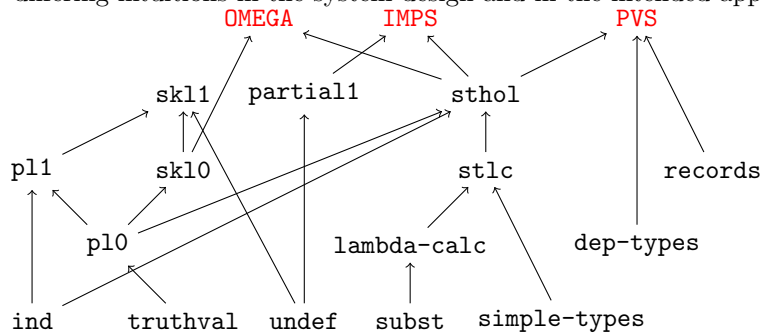 OMEGA IMPS PVS
skl1 partial1 sthol
pl1 skl0 stlc records
pl0 lambda-calc dep-types
ind truthval undef subst simple-types